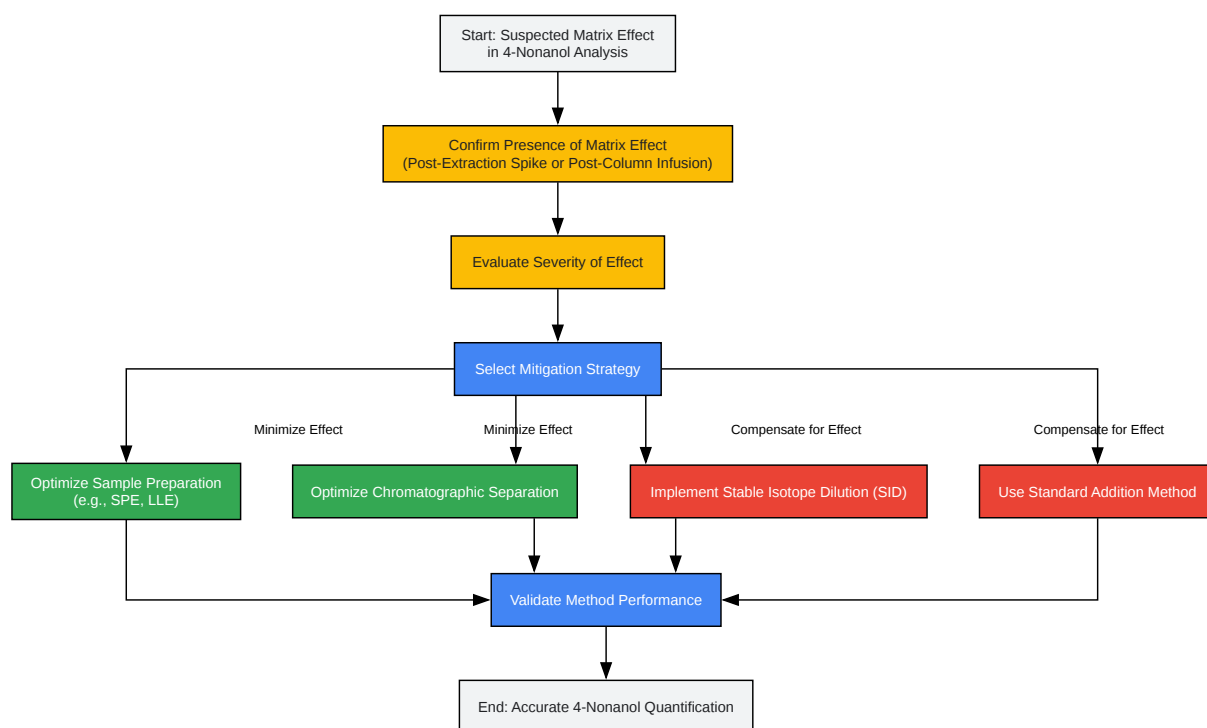 Start: Suspected Matrix Effect
in 4-Nonanol Analysis
Confirm Presence of Matrix Effect
(Post-Extraction Spike or Post-Column Infusion)
Evaluate Severity of Effect
Select Mitigation Strategy
Minimize Effect
Minimize Effect
Compensate for Effect
Compensate for Effect
Optimize Sample Preparation
(e.g., SPE, LLE)
Optimize Chromatographic Separation
Implement Stable Isotope Dilution (SID)
Use Standard Addition Method
Validate Method Performance
End: Accurate 4-Nonanol Quantification